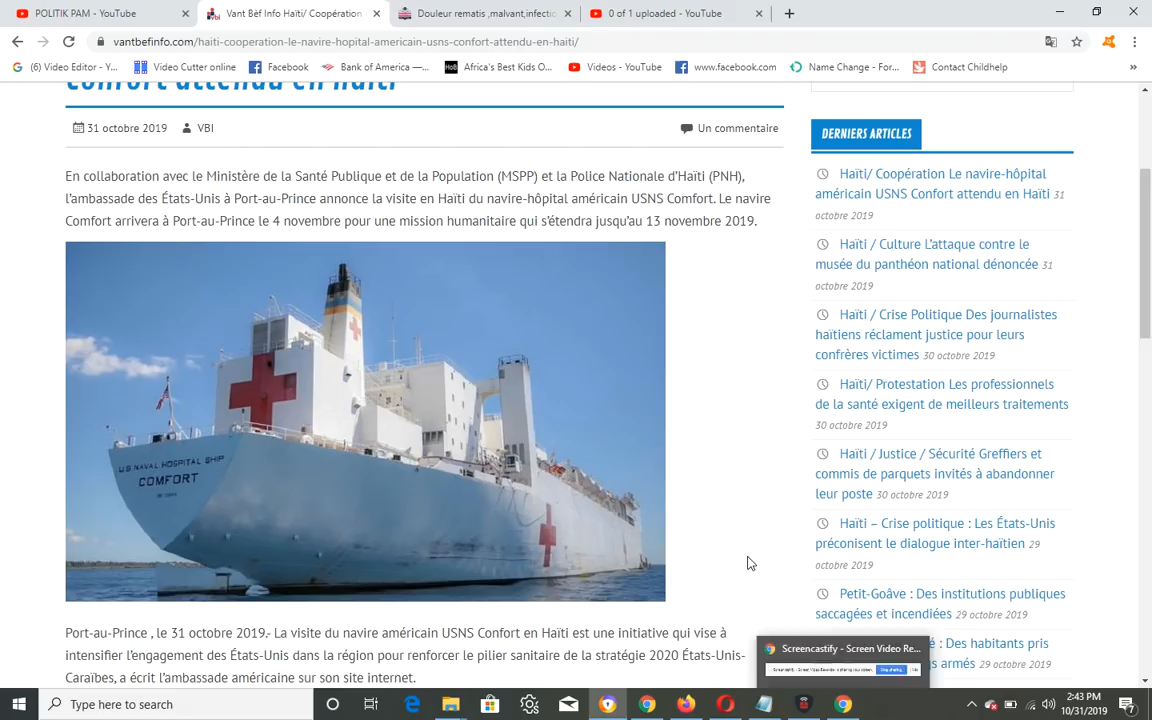 POLITIK PAM - YouTube
Vant Bèf Info Haïti/ Coopération
Douleur rematis ,malvant,infectio
0 of 1 uploaded - YouTube
vantbefinfo.com/haiti-cooperation-le-navire-hopital-americain-usns-confort-attendu-en-haiti/
(6) Video Editor - Y...
Video Cutter online
Facebook
Bank of America —...
Africa's Best Kids O...
Videos - YouTube
www.facebook.com
Name Change - For...
Contact Childhelp
»
Confort attendu en Haïti
31 octobre 2019
VBI
Un commentaire
En collaboration avec le Ministère de la Santé Publique et de la Population (MSPP) et la Police Nationale d'Haïti (PNH),
l'ambassade des États-Unis à Port-au-Prince annonce la visite en Haïti du navire-hôpital américain USNS Comfort. Le navire
Comfort arrivera à Port-au-Prince le 4 novembre pour une mission humanitaire qui s'étendra jusqu'au 13 novembre 2019.
U.S NAVAL HOSPITAL SHIP
COMFORT
Port-au-Prince , le 31 octobre 2019.- La visite du navire américain USNS Confort en Haïti est une initiative qui vise à
intensifier l'engagement des États-Unis dans la région pour renforcer le pilier sanitaire de la stratégie 2020 États-Unis-
Caraïbes, a écrit l'ambassade américaine sur son site internet.
DERNIERS ARTICLES
Haïti/ Coopération Le navire-hôpital
américain USNS Confort attendu en Haïti 31
octobre 2019
Haïti / Culture L'attaque contre le
musée du panthéon national dénoncée 31
octobre 2019
Haïti / Crise Politique Des journalistes
haïtiens réclament justice pour leurs
confrères victimes 30 octobre 2019
Haïti/ Protestation Les professionnels
de la santé exigent de meilleurs traitements
30 octobre 2019
Haïti / Justice / Sécurité Greffiers et
commis de parquets invités à abandonner
leur poste 30 octobre 2019
Haïti – Crise politique : Les États-Unis
préconisent le dialogue inter-haïtien 29
octobre 2019
Petit-Goâve : Des institutions publiques
saccagées et incendiées 29 octobre 2019
é : Des habitants pris
s armés 29 octobre 2019
Screencastify - Screen Video Re...
Type here to search
2:43 PM
10/31/2019
7